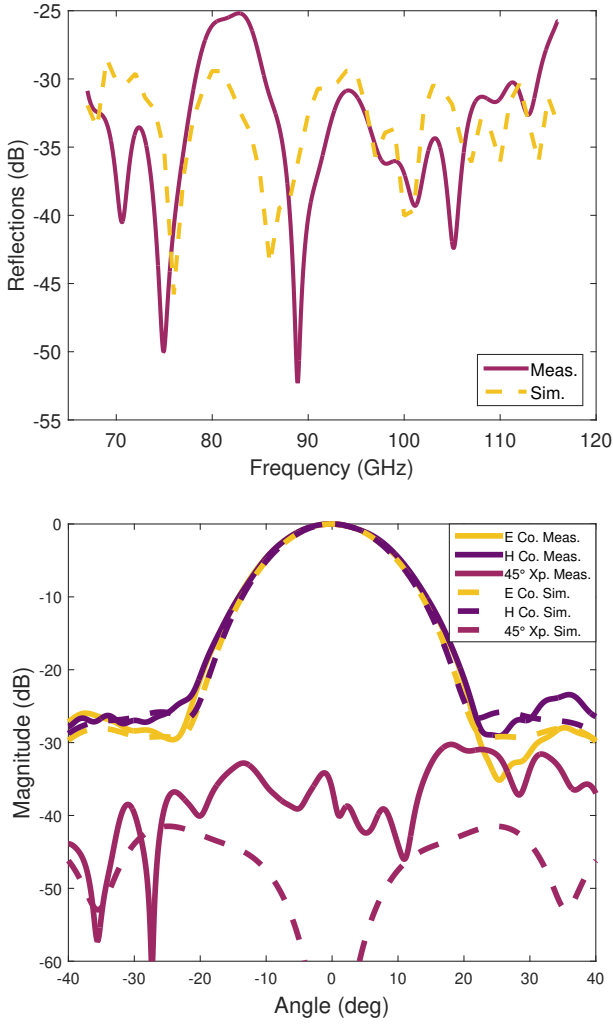 -25
-30
-35
-40
-45
-50
-55
Reflections (dB)
Meas.
Sim.
70 80 90 100 110 120
Frequency (GHz)
0
-10
-20
-30
-40
-50
-60
Magnitude (dB)
E Co. Meas.
H Co. Meas.
45° Xp. Meas.
E Co. Sim.
H Co. Sim.
45° Xp. Sim.
-40 -30 -20 -10 0 10 20 30 40
Angle (deg)